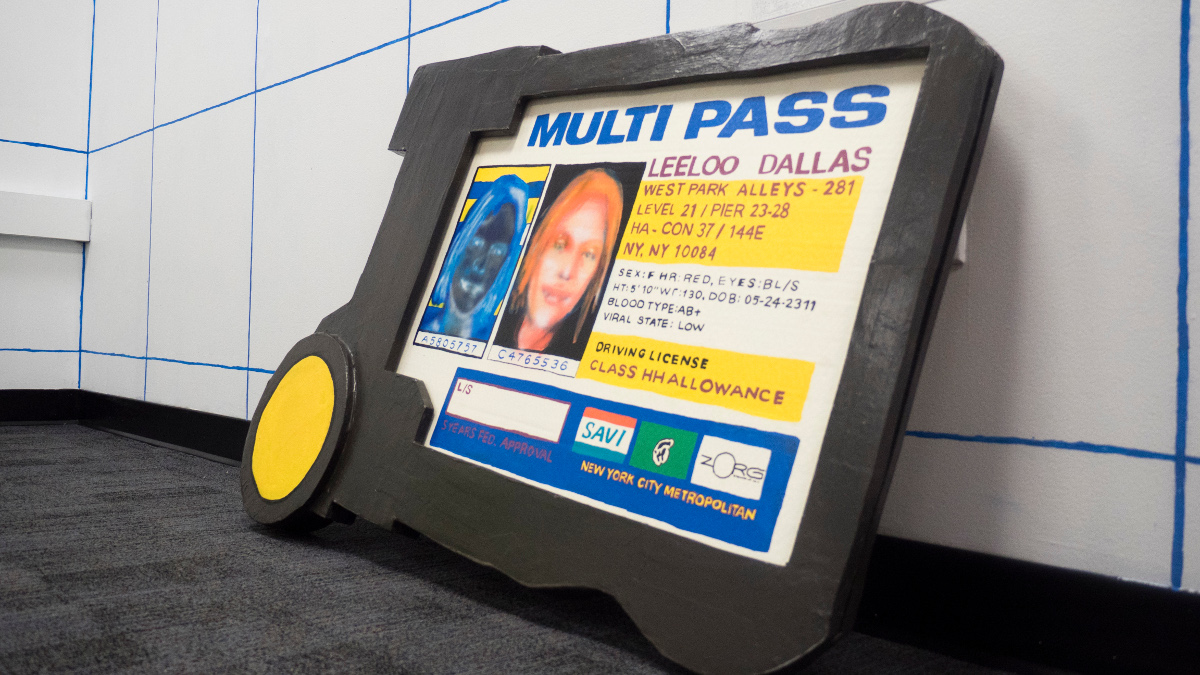 MULTI PASS
LEELOO DALLAS
WEST PARK ALLEYS - 281
LEVEL 21 / PIER 23-28
HA - CON 37 / 144E
NY, NY 10084
SEX:F HR:RED, EYES:BL/S
HT:5'10" WT:130, DOB: 05-24-2311
BLOOD TYPE:AB+
VIRAL STATE: LOW
A5805757
C4765536
DRIVING LICENSE
CLASS HH ALLOWANCE
L/S
5 YEARS FED. APPROVAL
SAVI
ZORG
NEW YORK CITY METROPOLITAN